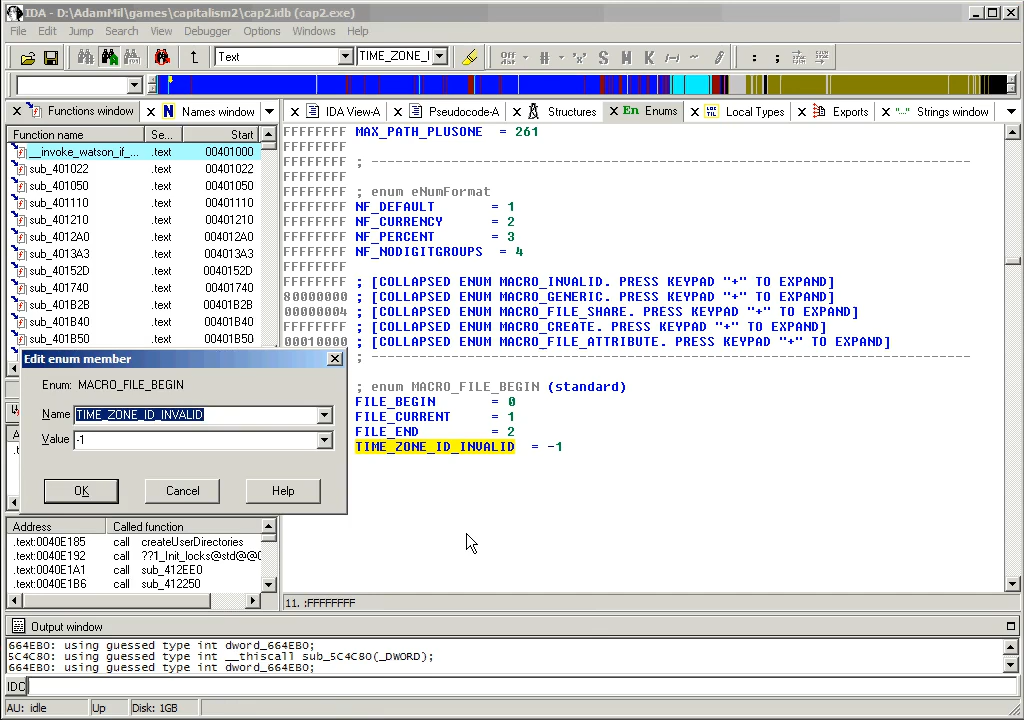 IDA - D:\AdamMil\games\capitalism2\cap2.idb (cap2.exe)
File Edit Jump Search View Debugger Options Windows Help
Text TIME_ZONE_I
Functions window Names window IDA View-A Pseudocode-A Structures En Enums Local Types Exports Strings window
Function name Se... Start
__invoke_watson_if_... .text 00401000
sub_401022 .text 00401022
sub_401050 .text 00401050
sub_401110 .text 00401110
sub_401210 .text 00401210
sub_4012A0 .text 004012A0
sub_4013A3 .text 004013A3
sub_40152D .text 0040152D
sub_401740 .text 00401740
sub_401B2B .text 00401B2B
sub_401B40 .text 00401B40
sub_401B50 .text 00401B50
FFFFFFFF MAX_PATH_PLUSONE = 261
FFFFFFFF
FFFFFFFF ; ---------------------------------------------------------------------------
FFFFFFFF
FFFFFFFF ; enum eNumFormat
FFFFFFFF NF_DEFAULT = 1
FFFFFFFF NF_CURRENCY = 2
FFFFFFFF NF_PERCENT = 3
FFFFFFFF NF_NODIGITGROUPS = 4
FFFFFFFF
FFFFFFFF ; [COLLAPSED ENUM MACRO_INVALID. PRESS KEYPAD "+" TO EXPAND]
80000000 ; [COLLAPSED ENUM MACRO_GENERIC. PRESS KEYPAD "+" TO EXPAND]
00000004 ; [COLLAPSED ENUM MACRO_FILE_SHARE. PRESS KEYPAD "+" TO EXPAND]
FFFFFFFF ; [COLLAPSED ENUM MACRO_CREATE. PRESS KEYPAD "+" TO EXPAND]
00010000 ; [COLLAPSED ENUM MACRO_FILE_ATTRIBUTE. PRESS KEYPAD "+" TO EXPAND]
; ---------------------------------------------------------------------------
; enum MACRO_FILE_BEGIN (standard)
FILE_BEGIN = 0
FILE_CURRENT = 1
FILE_END = 2
TIME_ZONE_ID_INVALID = -1
11. :FFFFFFFF
Edit enum member
Enum: MACRO_FILE_BEGIN
Name TIME_ZONE_ID_INVALID
Value -1
OK Cancel Help
Address Called function
.text:0040E185 call createUserDirectories
.text:0040E192 call ??1_Init_locks@std@@
.text:0040E1A1 call sub_412EE0
.text:0040E1B6 call sub_412250
Output window
664EB0: using guessed type int dword_664EB0;
5C4C80: using guessed type int __thiscall sub_5C4C80(_DWORD);
664EB0: using guessed type int dword_664EB0;
IDC
AU: idle Up Disk: 1GB